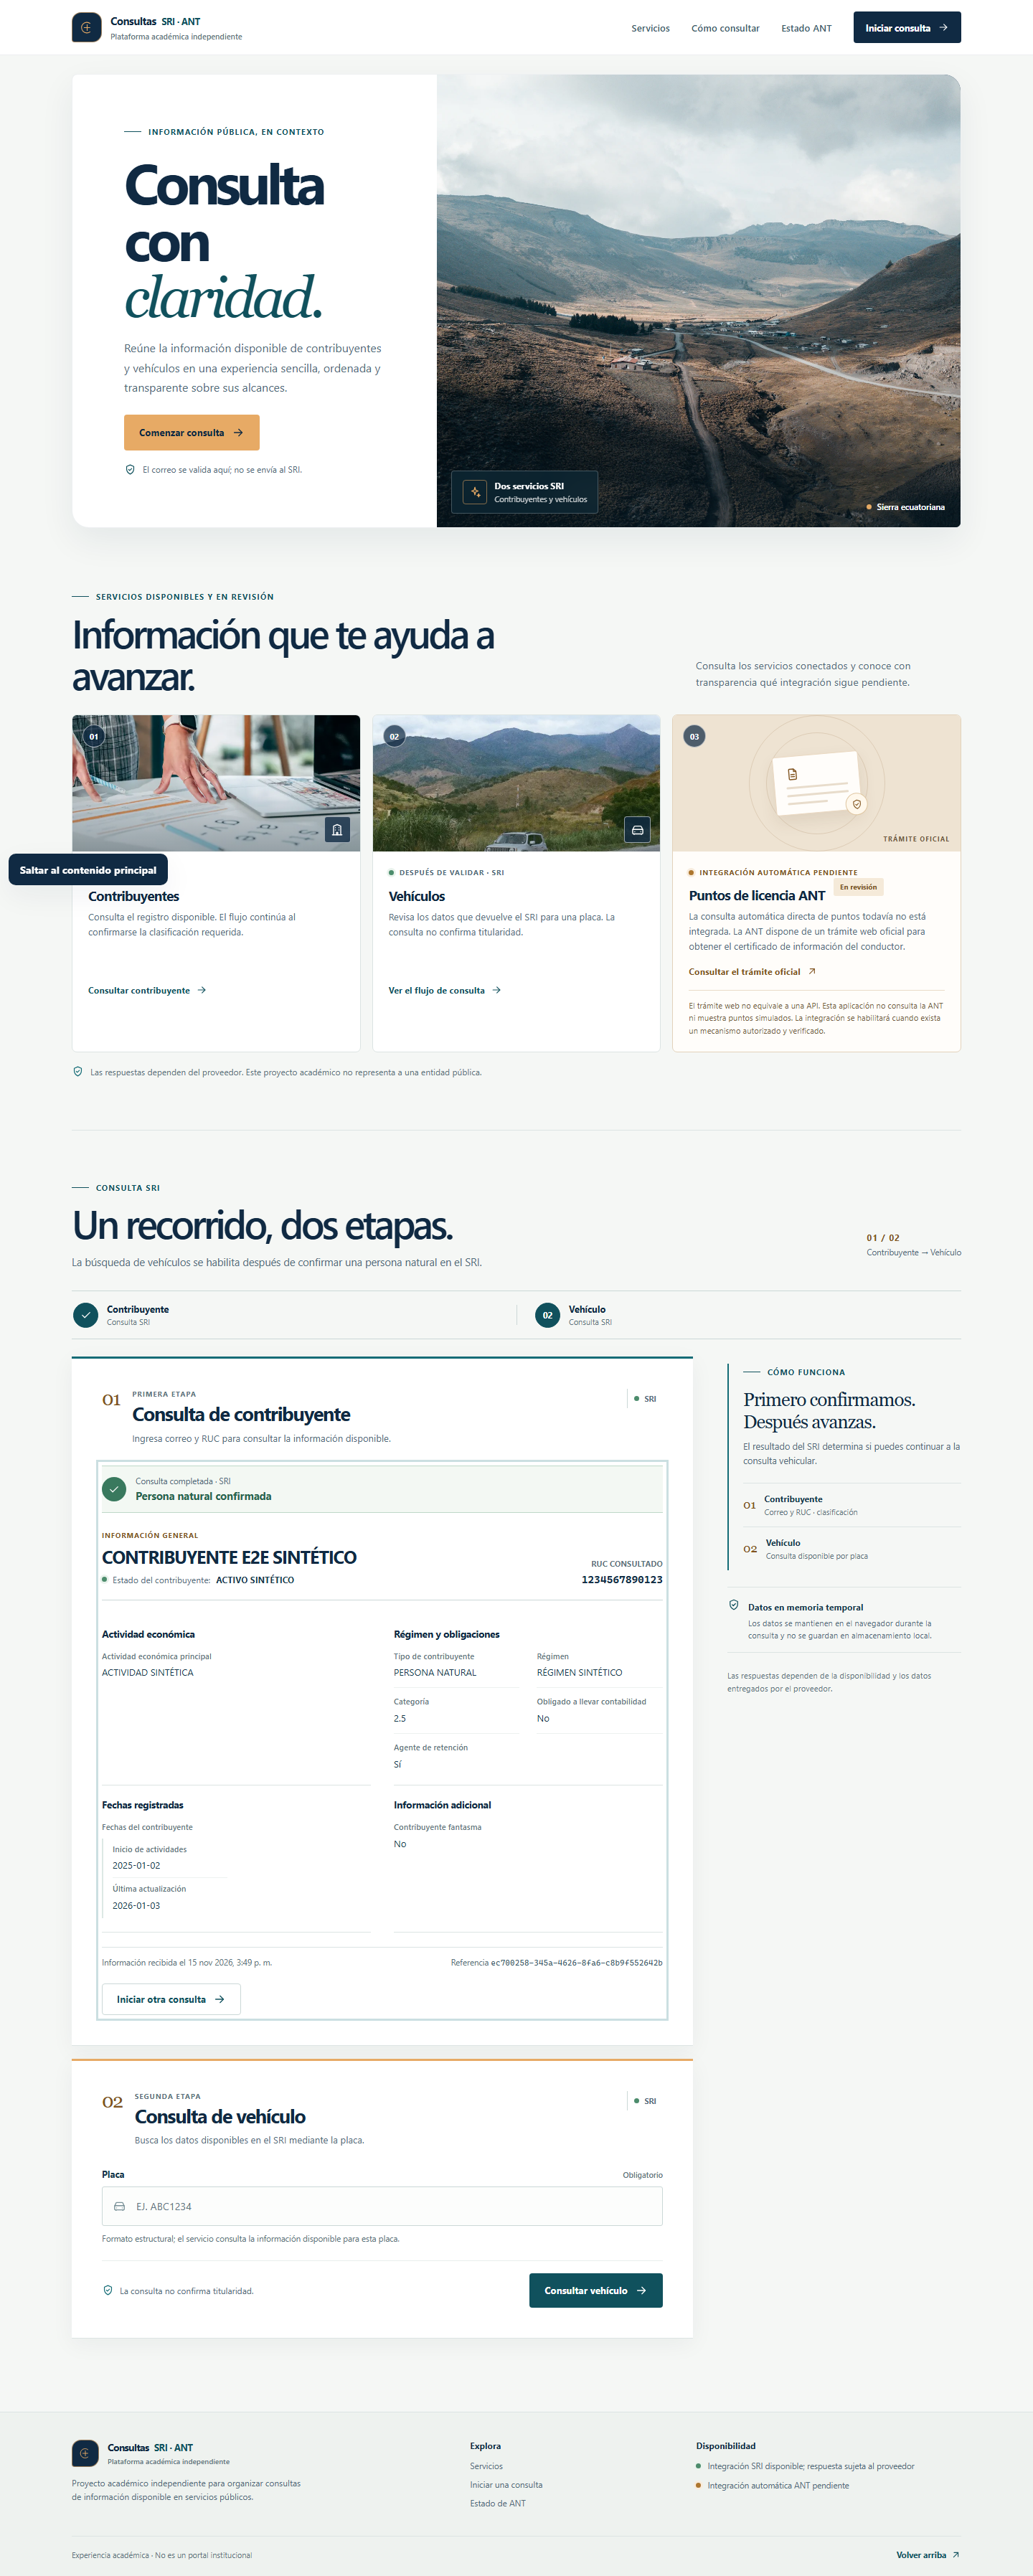 Consultas SRI · ANT
Plataforma académica independiente
Servicios
Cómo consultar
Estado ANT
Iniciar consulta
INFORMACIÓN PÚBLICA, EN CONTEXTO
Consulta
con
claridad.
Reúne la información disponible de contribuyentes
y vehículos en una experiencia sencilla, ordenada y
transparente sobre sus alcances.
Comenzar consulta
El correo se valida aquí; no se envía al SRI.
Dos servicios SRI
Contribuyentes y vehículos
Sierra ecuatoriana
SERVICIOS DISPONIBLES Y EN REVISIÓN
Información que te ayuda a
avanzar.
Consulta los servicios conectados y conoce con
transparencia qué integración sigue pendiente.
01
Saltar al contenido principal
Contribuyentes
Consulta el registro disponible. El flujo continúa al
confirmarse la clasificación requerida.
Consultar contribuyente
02
DESPUÉS DE VALIDAR · SRI
Vehículos
Revisa los datos que devuelve el SRI para una placa. La
consulta no confirma titularidad.
Ver el flujo de consulta
03
TRÁMITE OFICIAL
INTEGRACIÓN AUTOMÁTICA PENDIENTE
Puntos de licencia ANT
En revisión
La consulta automática directa de puntos todavía no está
integrada. La ANT dispone de un trámite web oficial para
obtener el certificado de información del conductor.
Consultar el trámite oficial
El trámite web no equivale a una API. Esta aplicación no consulta la ANT
ni muestra puntos simulados. La integración se habilitará cuando exista
un mecanismo autorizado y verificado.
Las respuestas dependen del proveedor. Este proyecto académico no representa a una entidad pública.
CONSULTA SRI
Un recorrido, dos etapas.
La búsqueda de vehículos se habilita después de confirmar una persona natural en el SRI.
01 / 02
Contribuyente → Vehículo
Contribuyente
Consulta SRI
02
Vehículo
Consulta SRI
01
PRIMERA ETAPA
Consulta de contribuyente
Ingresa correo y RUC para consultar la información disponible.
SRI
Consulta completada · SRI
Persona natural confirmada
INFORMACIÓN GENERAL
CONTRIBUYENTE E2E SINTÉTICO
Estado del contribuyente: ACTIVO SINTÉTICO
RUC CONSULTADO
1234567890123
Actividad económica
Actividad económica principal
ACTIVIDAD SINTÉTICA
Régimen y obligaciones
Tipo de contribuyente
PERSONA NATURAL
Régimen
RÉGIMEN SINTÉTICO
Categoría
2.5
Obligado a llevar contabilidad
No
Agente de retención
Sí
Fechas registradas
Fechas del contribuyente
Inicio de actividades
2025-01-02
Última actualización
2026-01-03
Información adicional
Contribuyente fantasma
No
Información recibida el 15 nov 2026, 3:49 p. m.
Referencia ec700258-345a-4626-8fa6-c8b9f552642b
Iniciar otra consulta
CÓMO FUNCIONA
Primero confirmamos.
Después avanzas.
El resultado del SRI determina si puedes continuar a la
consulta vehicular.
01
Contribuyente
Correo y RUC · clasificación
02
Vehículo
Consulta disponible por placa
Datos en memoria temporal
Los datos se mantienen en el navegador durante la
consulta y no se guardan en almacenamiento local.
Las respuestas dependen de la disponibilidad y los datos
entregados por el proveedor.
02
SEGUNDA ETAPA
Consulta de vehículo
Busca los datos disponibles en el SRI mediante la placa.
SRI
Placa
Obligatorio
EJ. ABC1234
Formato estructural; el servicio consulta la información disponible para esta placa.
La consulta no confirma titularidad.
Consultar vehículo
Consultas SRI · ANT
Plataforma académica independiente
Proyecto académico independiente para organizar consultas
de información disponible en servicios públicos.
Explora
Servicios
Iniciar una consulta
Estado de ANT
Disponibilidad
Integración SRI disponible; respuesta sujeta al proveedor
Integración automática ANT pendiente
Experiencia académica · No es un portal institucional
Volver arriba